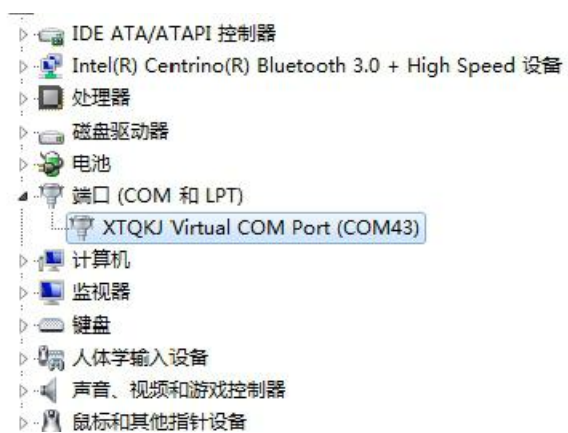 IDE ATA/ATAPI 控制器
Intel(R) Centrino(R) Bluetooth 3.0 + High Speed 设备
处理器
磁盘驱动器
电池
端口 (COM 和 LPT)
XTQKJ Virtual COM Port (COM43)
计算机
监视器
键盘
人体学输入设备
声音、视频和游戏控制器
鼠标和其他指针设备